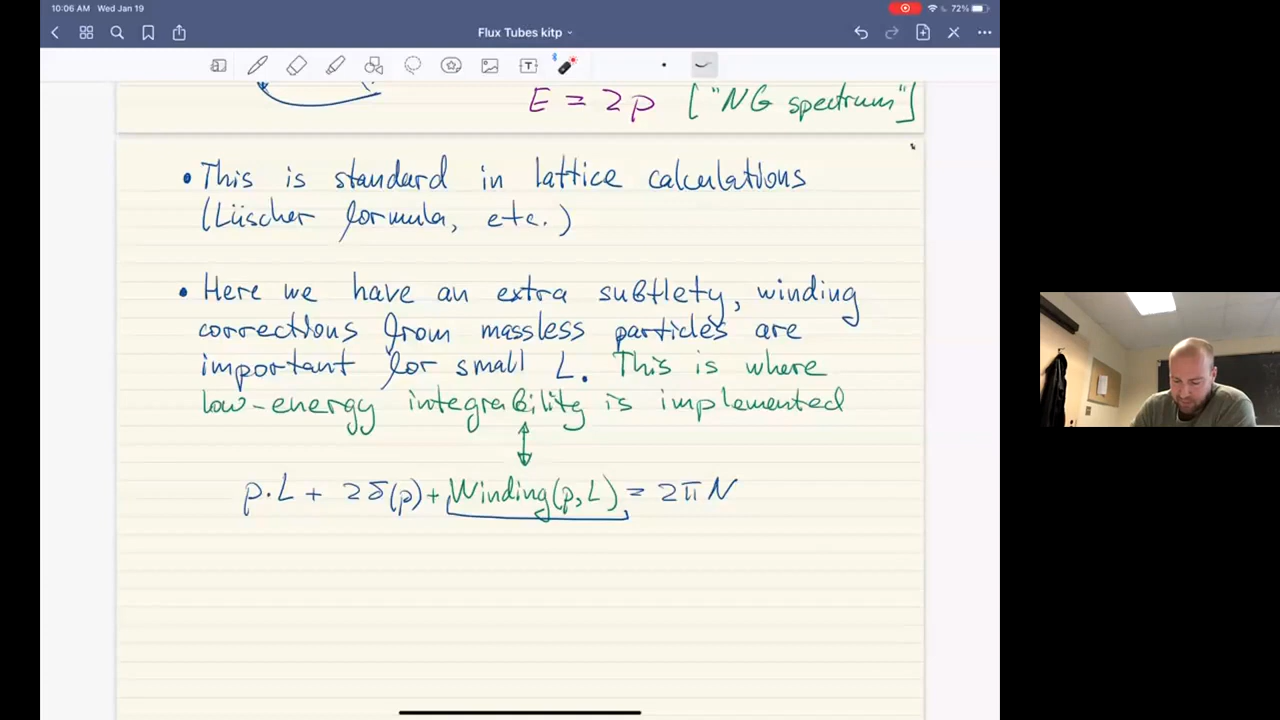 10:06 AM Wed Jan 19
72%
Flux Tubes kitp
E = 2p ["NG spectrum"]
• This is standard in lattice calculations
(Lüscher formula, etc.)
• Here we have an extra subtlety, winding
corrections from massless particles are
important for small L. This is where
low-energy integrability is implemented
p·L + 2δ(p) + Winding(p,L) = 2πN